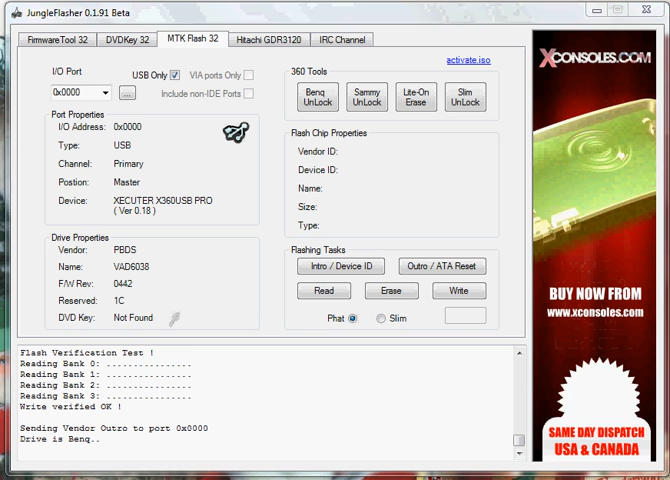 JungleFlasher 0.1.91 Beta
FirmwareTool 32
DVDKey 32
MTK Flash 32
Hitachi GDR3120
IRC Channel
activate.iso
I/O Port
USB Only
VIA ports Only
0x0000
...
Include non-IDE Ports
Port Properties
I/O Address: 0x0000
Type: USB
Channel: Primary
Postion: Master
Device: XECUTER X360USB PRO
( Ver 0.18 )
Drive Properties
Vendor: PBDS
Name: VAD6038
F/W Rev: 0442
Reserved: 1C
DVD Key: Not Found
360 Tools
Benq UnLock
Sammy UnLock
Lite-On Erase
Slim UnLock
Flash Chip Properties
Vendor ID:
Device ID:
Name:
Size:
Type:
Flashing Tasks
Intro / Device ID
Outro / ATA Reset
Read
Erase
Write
Phat
Slim
Flash Verification Test !
Reading Bank 0: ................
Reading Bank 1: ................
Reading Bank 2: ................
Reading Bank 3: ................
Write verified OK !
Sending Vendor Outro to port 0x0000
Drive is Benq..
XCONSOLES.COM
BUY NOW FROM
www.xconsoles.com
SAME DAY DISPATCH
USA & CANADA